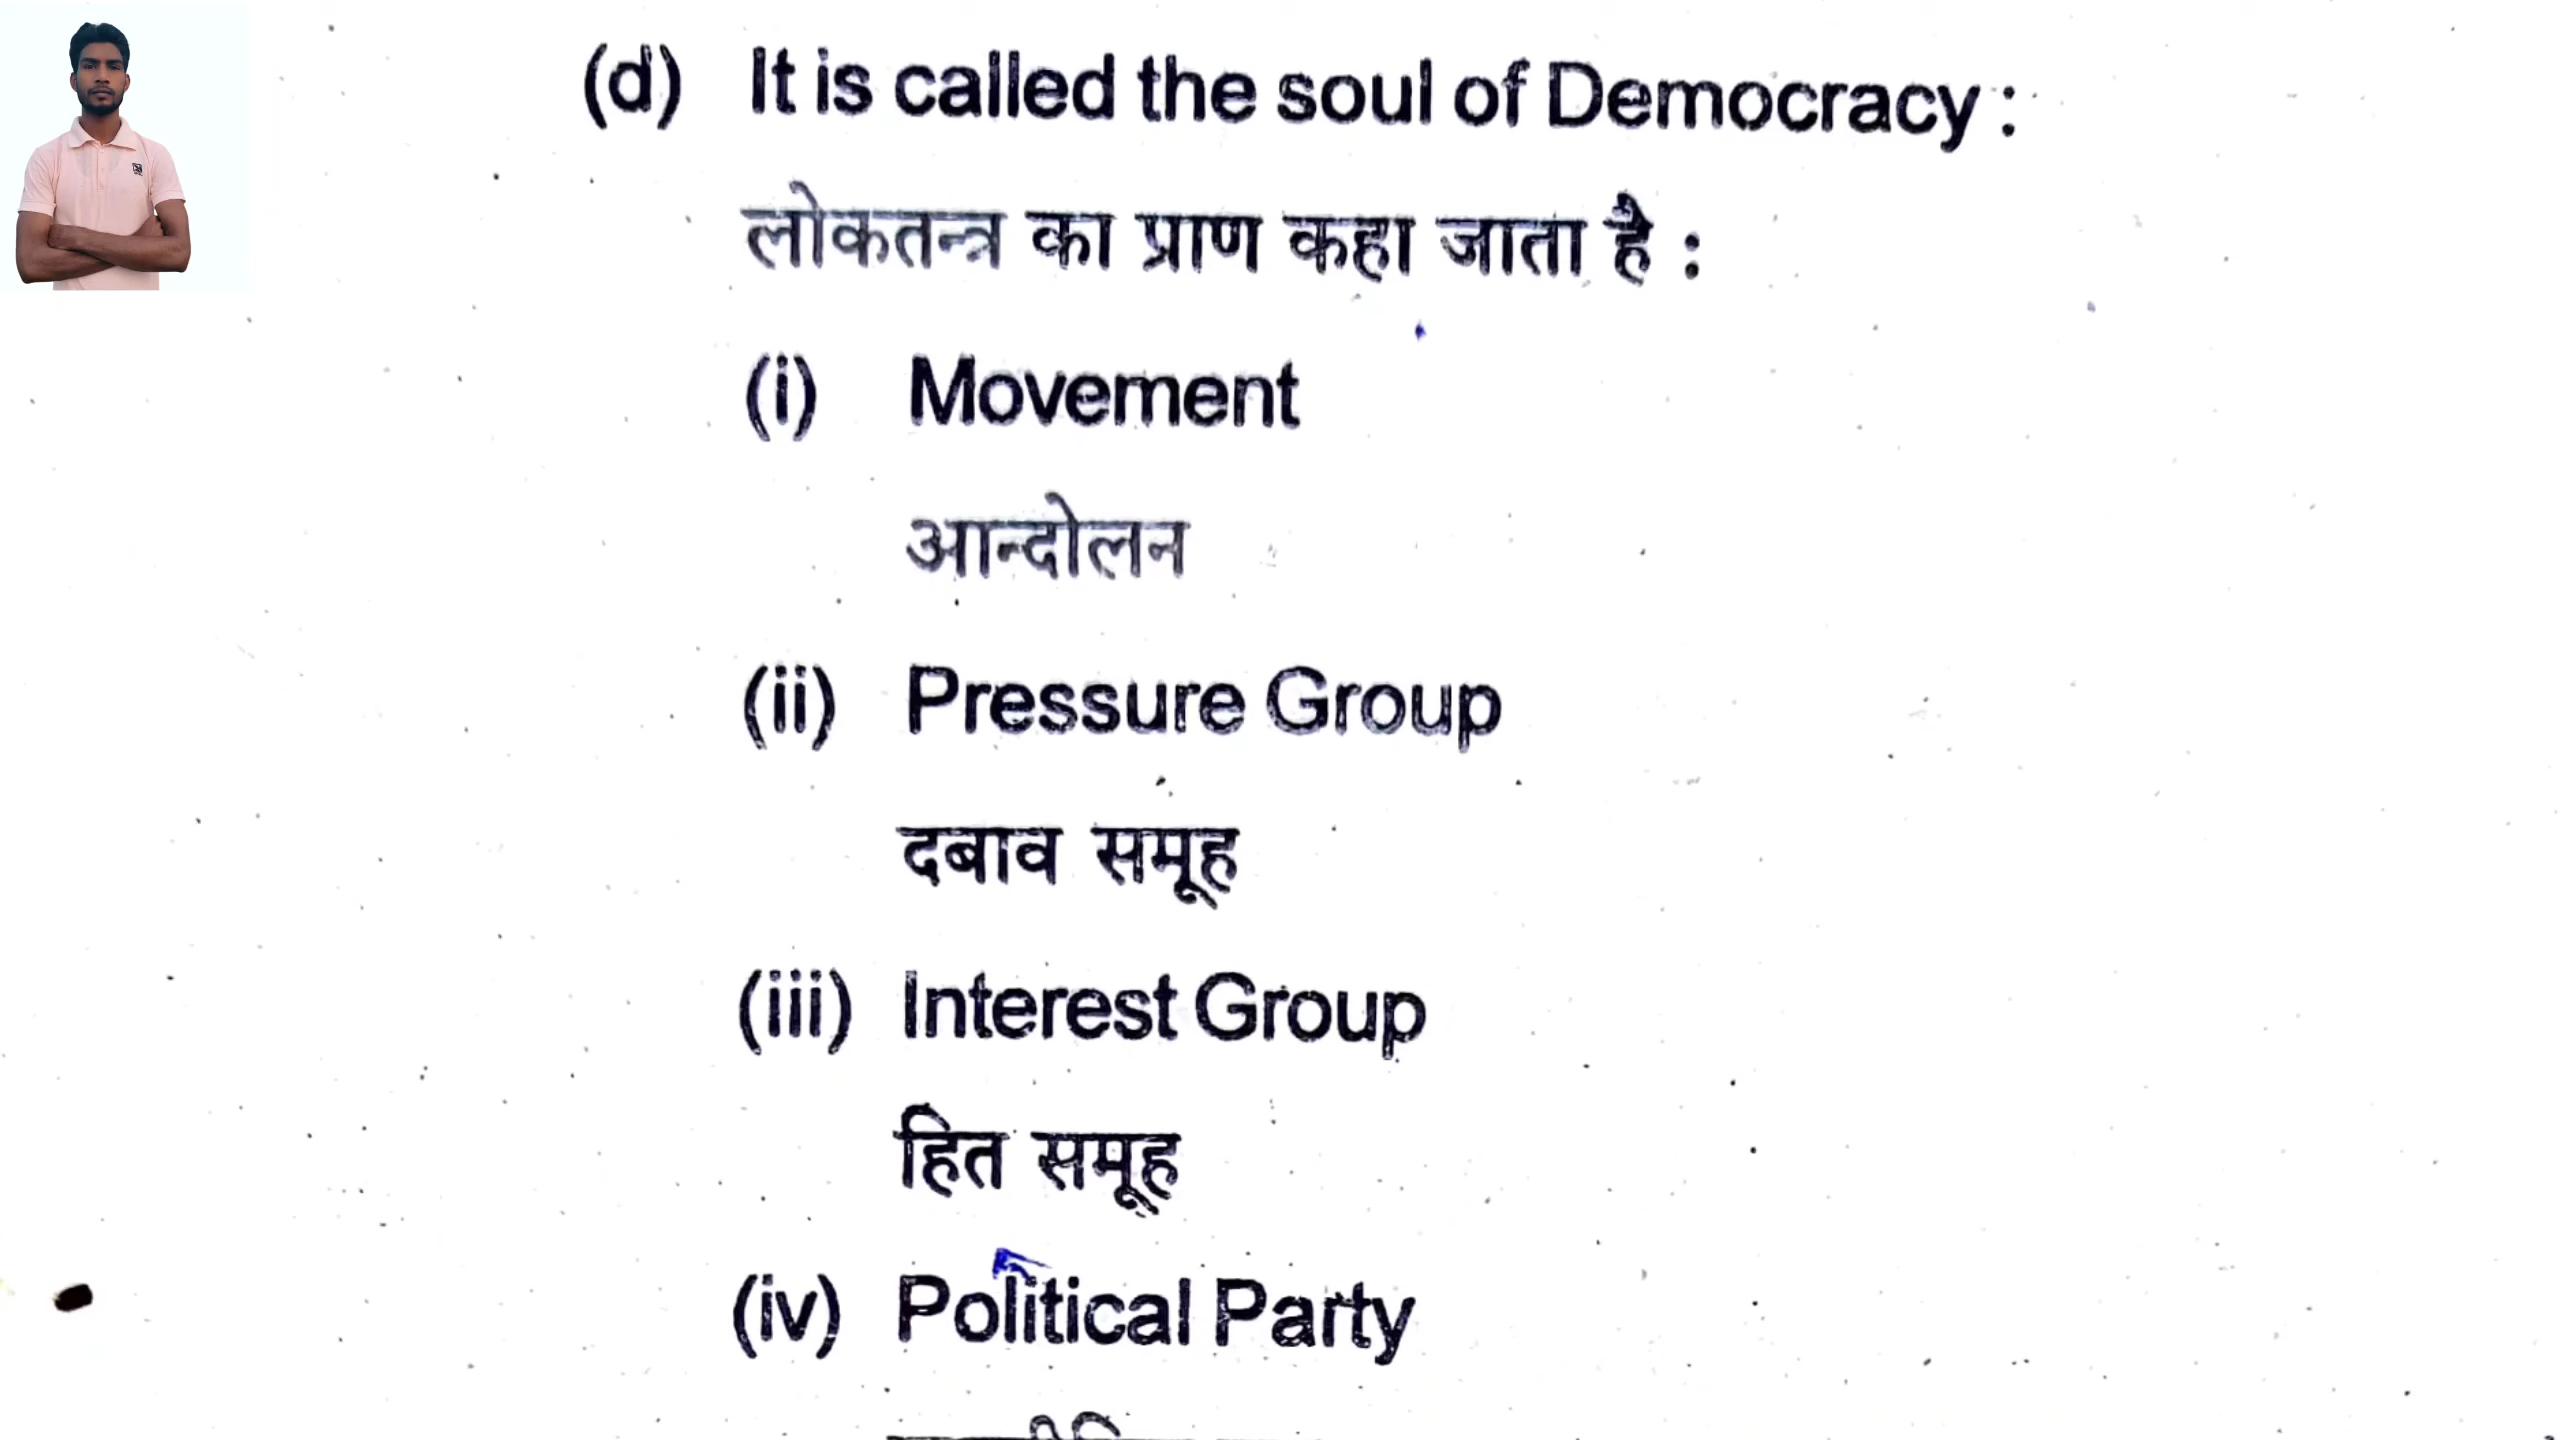 (d) It is called the soul of Democracy :
लोकतन्त्र का प्राण कहा जाता है :
(i) Movement
आन्दोलन
(ii) Pressure Group
दबाव समूह
(iii) Interest Group
हित समूह
(iv) Political Party